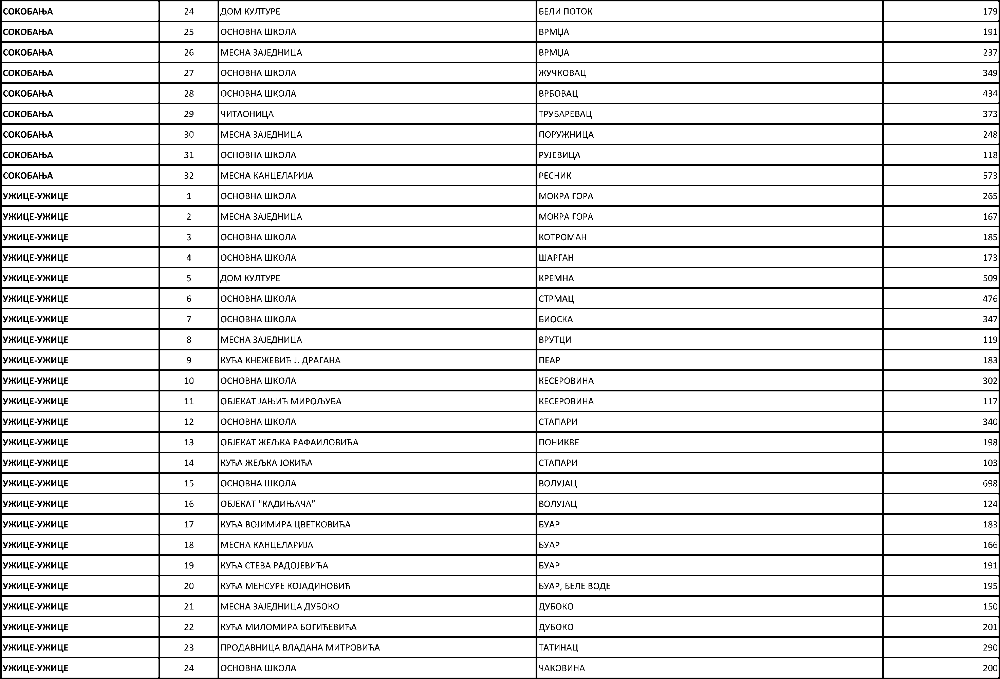 СОКОБАЊА 24 ДОМ КУЛТУРЕ БЕЛИ ПОТОК 179
СОКОБАЊА 25 ОСНОВНА ШКОЛА ВРМЏА 191
СОКОБАЊА 26 МЕСНА ЗАЈЕДНИЦА ВРМЏА 237
СОКОБАЊА 27 ОСНОВНА ШКОЛА ЖУЧКОВАЦ 349
СОКОБАЊА 28 ОСНОВНА ШКОЛА ВРБОВАЦ 434
СОКОБАЊА 29 ЧИТАОНИЦА ТРУБАРЕВАЦ 373
СОКОБАЊА 30 МЕСНА ЗАЈЕДНИЦА ПОРУЖНИЦА 248
СОКОБАЊА 31 ОСНОВНА ШКОЛА РУЈЕВИЦА 118
СОКОБАЊА 32 МЕСНА КАНЦЕЛАРИЈА РЕСНИК 573
УЖИЦЕ-УЖИЦЕ 1 ОСНОВНА ШКОЛА МОКРА ГОРА 265
УЖИЦЕ-УЖИЦЕ 2 МЕСНА ЗАЈЕДНИЦА МОКРА ГОРА 167
УЖИЦЕ-УЖИЦЕ 3 ОСНОВНА ШКОЛА КОТРОМАН 185
УЖИЦЕ-УЖИЦЕ 4 ОСНОВНА ШКОЛА ШАРГАН 173
УЖИЦЕ-УЖИЦЕ 5 ДОМ КУЛТУРЕ КРЕМНА 509
УЖИЦЕ-УЖИЦЕ 6 ОСНОВНА ШКОЛА СТРМАЦ 476
УЖИЦЕ-УЖИЦЕ 7 ОСНОВНА ШКОЛА БИОСКА 347
УЖИЦЕ-УЖИЦЕ 8 МЕСНА ЗАЈЕДНИЦА ВРУТЦИ 119
УЖИЦЕ-УЖИЦЕ 9 КУЋА КНЕЖЕВИЋ Ј. ДРАГАНА ПЕАР 183
УЖИЦЕ-УЖИЦЕ 10 ОСНОВНА ШКОЛА КЕСЕРОВИНА 302
УЖИЦЕ-УЖИЦЕ 11 ОБЈЕКАТ ЈАЊИЋ МИРОЉУБА КЕСЕРОВИНА 117
УЖИЦЕ-УЖИЦЕ 12 ОСНОВНА ШКОЛА СТАПАРИ 340
УЖИЦЕ-УЖИЦЕ 13 ОБЈЕКАТ ЖЕЉКА РАФАИЛОВИЋА ПОНИКВЕ 198
УЖИЦЕ-УЖИЦЕ 14 КУЋА ЖЕЉКА ЈОКИЋА СТАПАРИ 103
УЖИЦЕ-УЖИЦЕ 15 ОСНОВНА ШКОЛА ВОЛУЈАЦ 698
УЖИЦЕ-УЖИЦЕ 16 ОБЈЕКАТ "КАДИЊАЧА" ВОЛУЈАЦ 124
УЖИЦЕ-УЖИЦЕ 17 КУЋА ВОЈИМИРА ЦВЕТКОВИЋА БУАР 183
УЖИЦЕ-УЖИЦЕ 18 МЕСНА КАНЦЕЛАРИЈА БУАР 166
УЖИЦЕ-УЖИЦЕ 19 КУЋА СТЕВА РАДОЈЕВИЋА БУАР 191
УЖИЦЕ-УЖИЦЕ 20 КУЋА МЕНСУРЕ КОЈАДИНОВИЋ БУАР, БЕЛЕ ВОДЕ 195
УЖИЦЕ-УЖИЦЕ 21 МЕСНА ЗАЈЕДНИЦА ДУБОКО ДУБОКО 150
УЖИЦЕ-УЖИЦЕ 22 КУЋА МИЛОМИРА БОГИЋЕВИЋА ДУБОКО 201
УЖИЦЕ-УЖИЦЕ 23 ПРОДАВНИЦА ВЛАДАНА МИТРОВИЋА ТАТИНАЦ 290
УЖИЦЕ-УЖИЦЕ 24 ОСНОВНА ШКОЛА ЧАКОВИНА 200